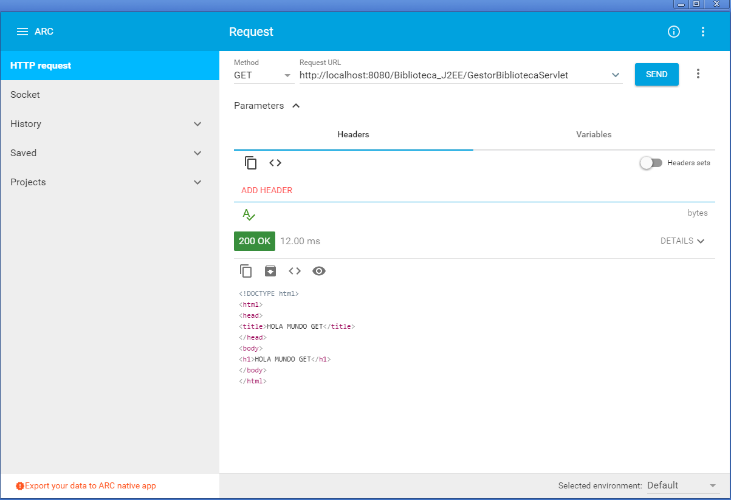 ARC
Request
HTTP request
Socket
History
Saved
Projects
Export your data to ARC native app
Method
GET
Request URL
http://localhost:8080/Biblioteca_J2EE/GestorBibliotecaServlet
SEND
Parameters
Headers
Variables
Headers sets
ADD HEADER
A
bytes
200 OK
12.00 ms
DETAILS
<!DOCTYPE html>
<html>
<head>
<title>HOLA MUNDO GET</title>
</head>
<body>
<h1>HOLA MUNDO GET</h1>
</body>
</html>
Selected environment:
Default